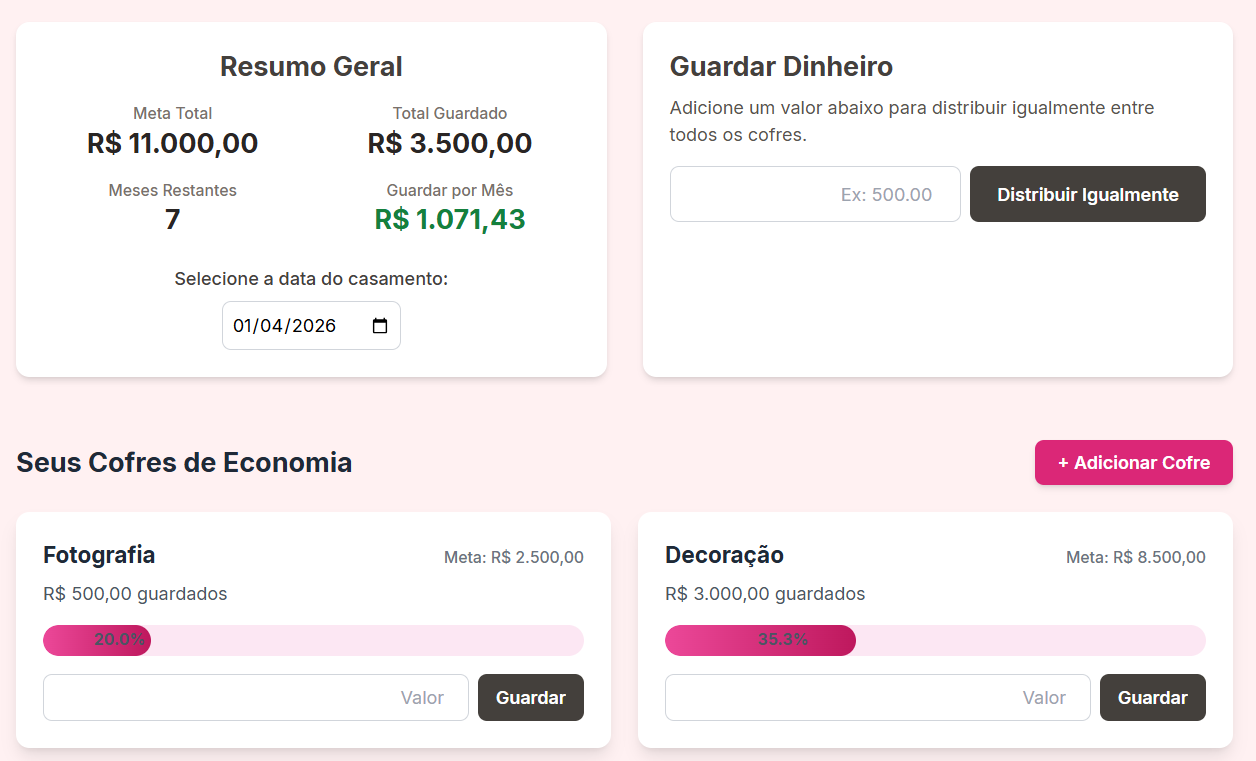 Resumo Geral
Meta Total
R$ 11.000,00
Total Guardado
R$ 3.500,00
Meses Restantes
7
Guardar por Mês
R$ 1.071,43
Selecione a data do casamento:
01/04/2026
Guardar Dinheiro
Adicione um valor abaixo para distribuir igualmente entre
todos os cofres.
Ex: 500.00
Distribuir Igualmente
Seus Cofres de Economia
+ Adicionar Cofre
Fotografia
Meta: R$ 2.500,00
R$ 500,00 guardados
20.0%
Valor
Guardar
Decoração
Meta: R$ 8.500,00
R$ 3.000,00 guardados
35.3%
Valor
Guardar